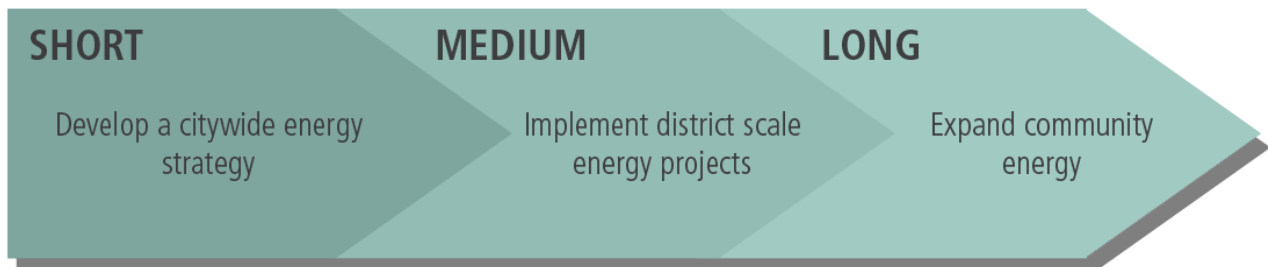 SHORT
Develop a citywide energy
strategy
MEDIUM
Implement district scale
energy projects
LONG
Expand community
energy